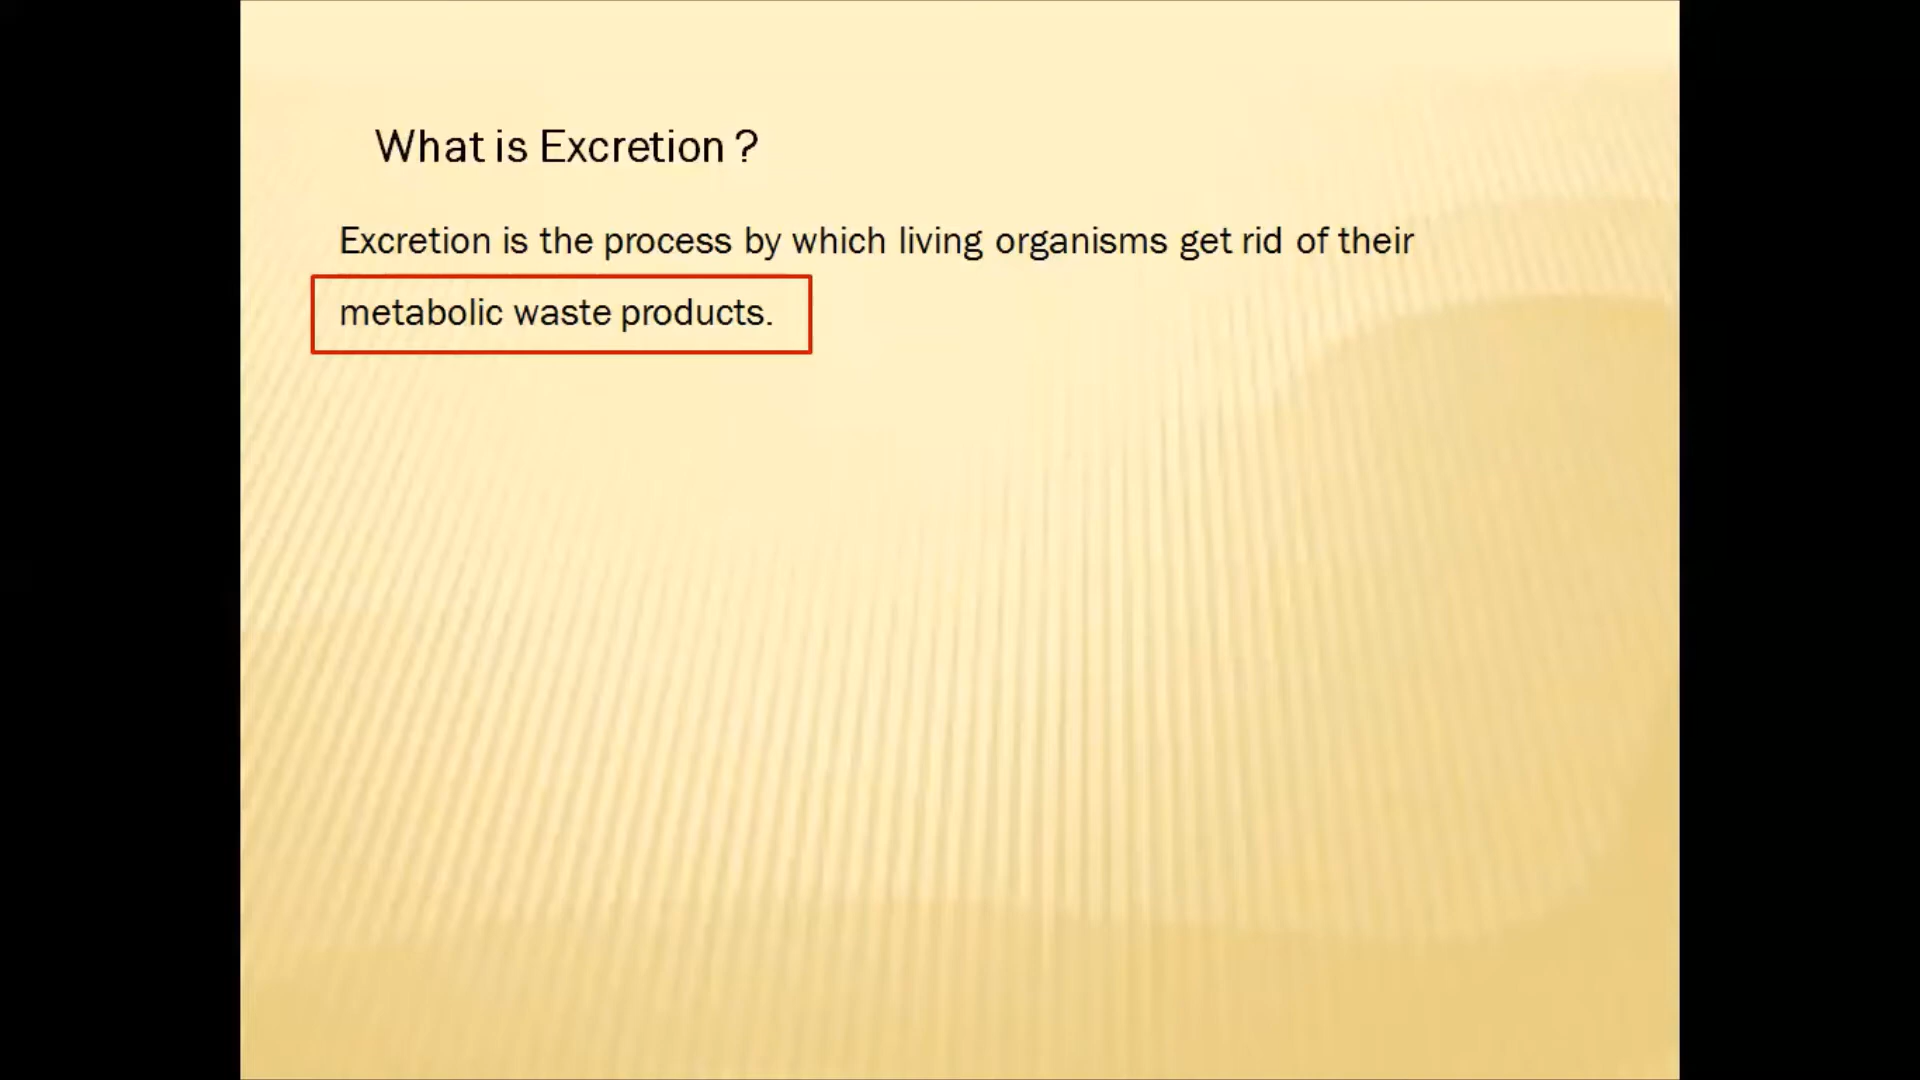 What is Excretion ?
Excretion is the process by which living organisms get rid of their
metabolic waste products.